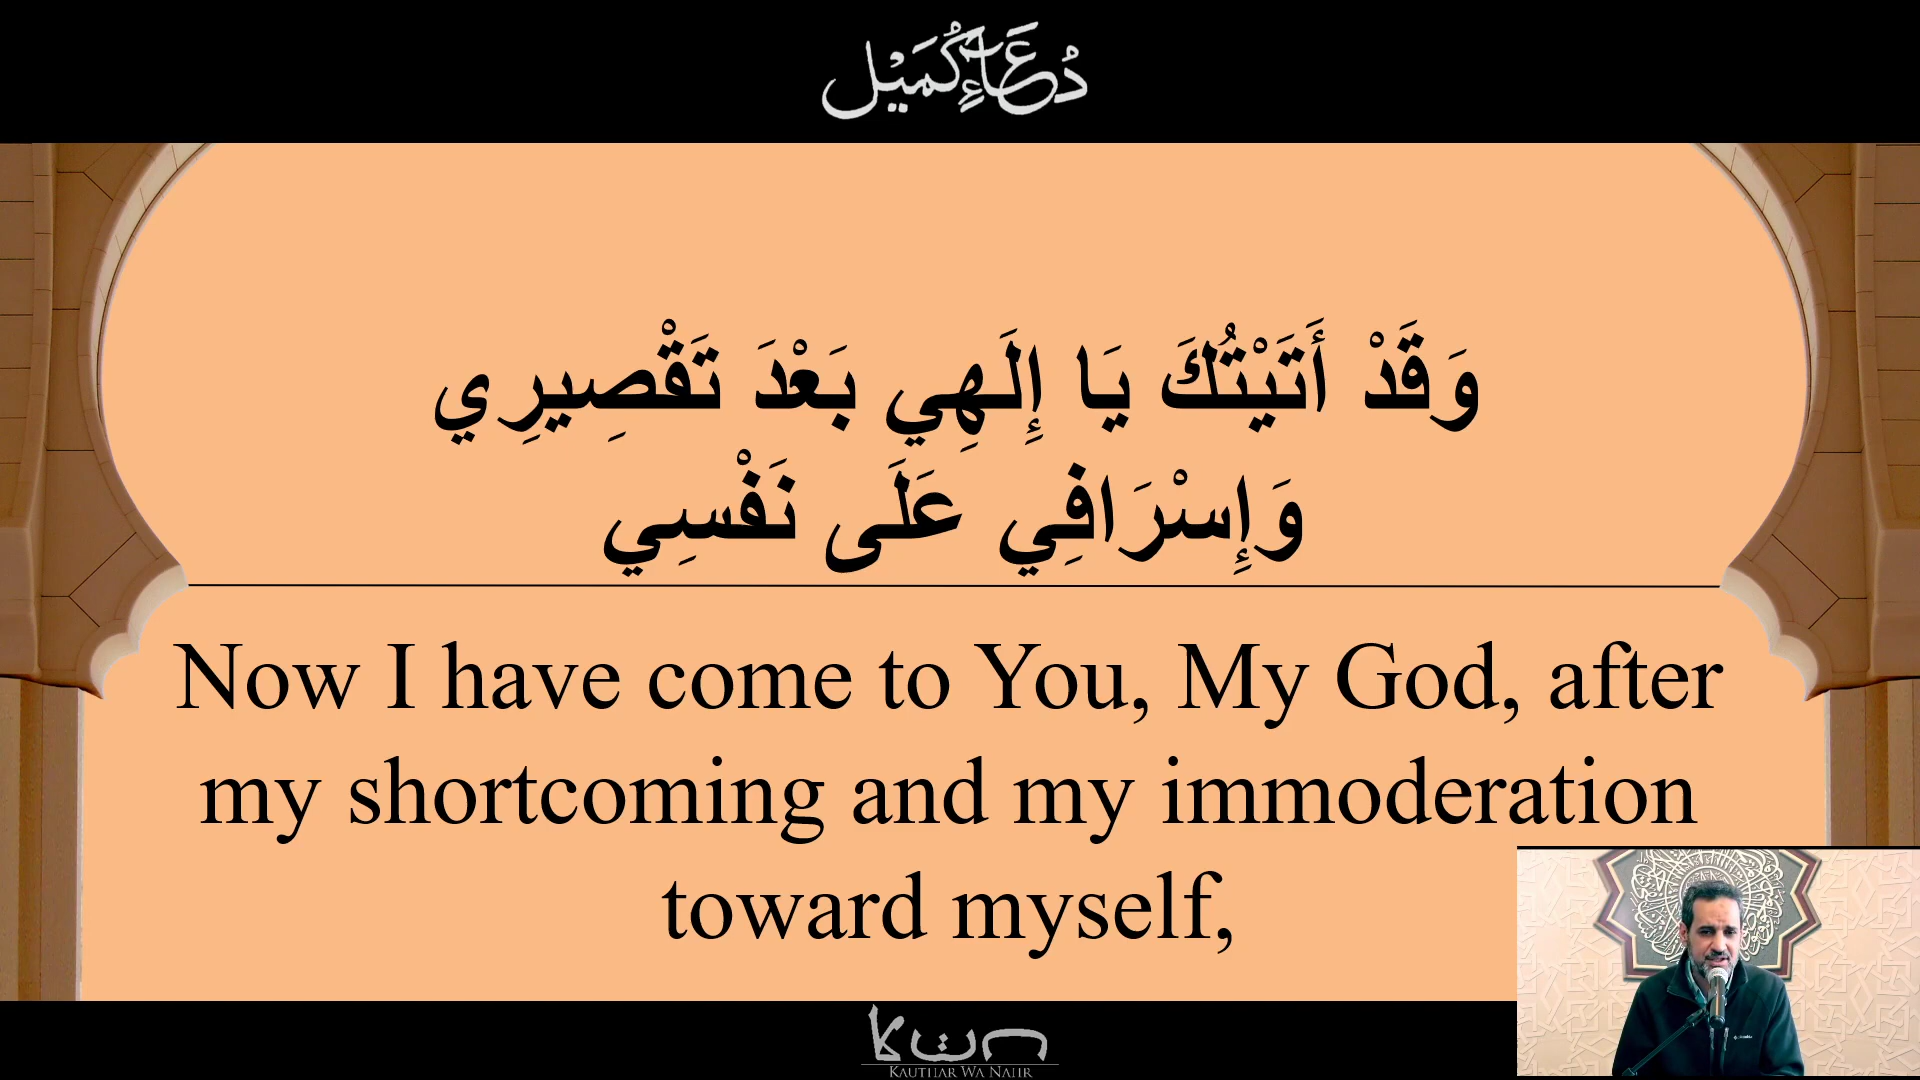 دُعَاءُ كُمَيْل
وَقَدْ أَتَيْتُكَ يَا إِلَهِي بَعْدَ تَقْصِيرِي
وَإِسْرَافِي عَلَى نَفْسِي
Now I have come to You, My God, after
my shortcoming and my immoderation
toward myself,
KWN
KAUTHAR WA NAHR